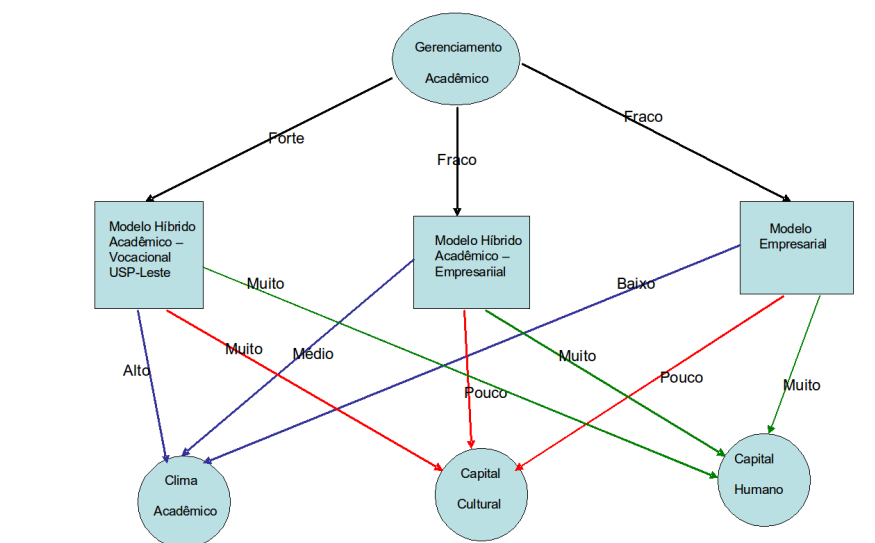 Gerenciamento
Acadêmico
Fraco
Forte
Fraco
Modelo Híbrido
Acadêmico –
Vocacional
USP-Leste
Modelo Híbrido
Acadêmico –
Empresariial
Modelo
Empresarial
Muito
Baixo
Muito
Médio
Muito
Alto
Pouco
Muito
Pouco
Clima
Acadêmico
Capital
Cultural
Capital
Humano